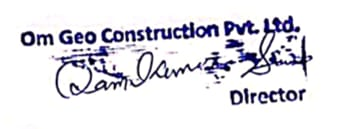 Om Geo Construction Pvt. Ltd.
Director